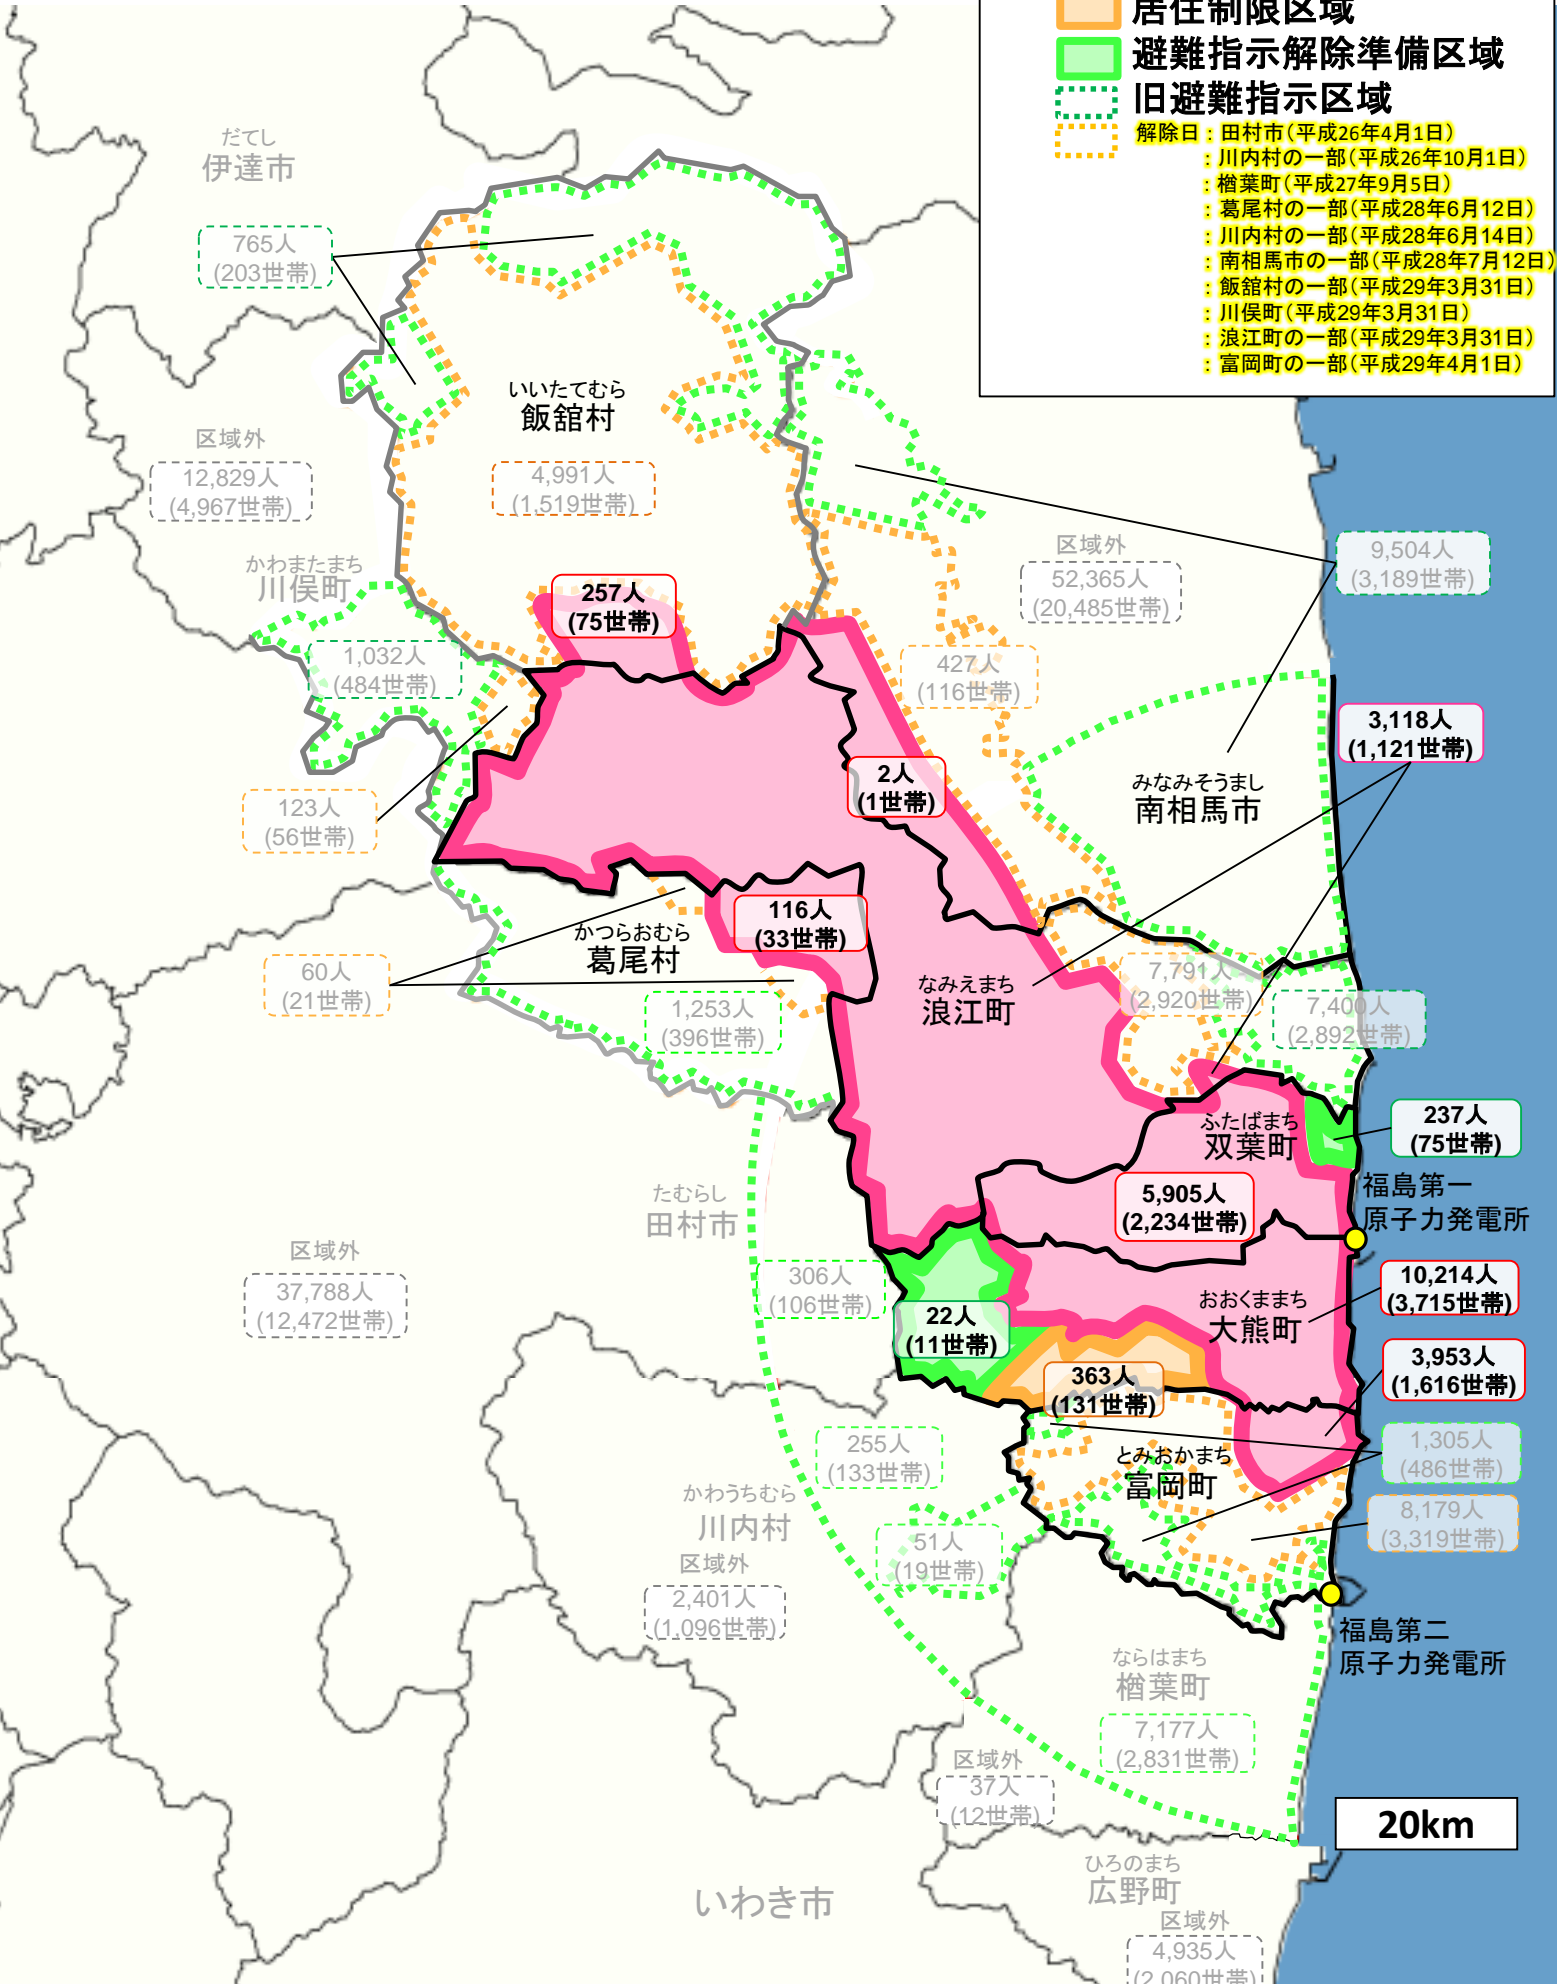 居住制限区域
避難指示解除準備区域
旧避難指示区域
解除日：田村市（平成26年4月1日）
：川内村の一部（平成26年10月1日）
：楢葉町（平成27年9月5日）
：葛尾村の一部（平成28年6月12日）
：川内村の一部（平成28年6月14日）
：南相馬市の一部（平成28年7月12日）
：飯舘村の一部（平成29年3月31日）
：川俣町（平成29年3月31日）
：浪江町の一部（平成29年3月31日）
：富岡町の一部（平成29年4月1日）
だてし
伊達市
765人
(203世帯)
いいたてむら
飯舘村
区域外
12,829人
(4,967世帯)
4,991人
(1,519世帯)
かわまたまち
川俣町
区域外
52,365人
(20,485世帯)
9,504人
(3,189世帯)
257人
(75世帯)
1,032人
(484世帯)
427人
(116世帯)
3,118人
(1,121世帯)
2人
(1世帯)
みなみそうまし
南相馬市
123人
(56世帯)
116人
(33世帯)
かつらおむら
葛尾村
60人
(21世帯)
なみえまち
浪江町
7,791人
(2,920世帯)
1,253人
(396世帯)
7,400人
(2,892世帯)
ふたばまち
双葉町
237人
(75世帯)
たむらし
田村市
5,905人
(2,234世帯)
福島第一
原子力発電所
区域外
37,788人
(12,472世帯)
306人
(106世帯)
22人
(11世帯)
おおくままち
大熊町
10,214人
(3,715世帯)
363人
(131世帯)
3,953人
(1,616世帯)
255人
(133世帯)
とみおかまち
富岡町
1,305人
(486世帯)
かわうちむら
川内村
51人
(19世帯)
8,179人
(3,319世帯)
区域外
2,401人
(1,096世帯)
福島第二
原子力発電所
ならはまち
楢葉町
7,177人
(2,831世帯)
区域外
37人
(12世帯)
20km
ひろのまち
広野町
いわき市
区域外
4,935人
(2,060世帯)